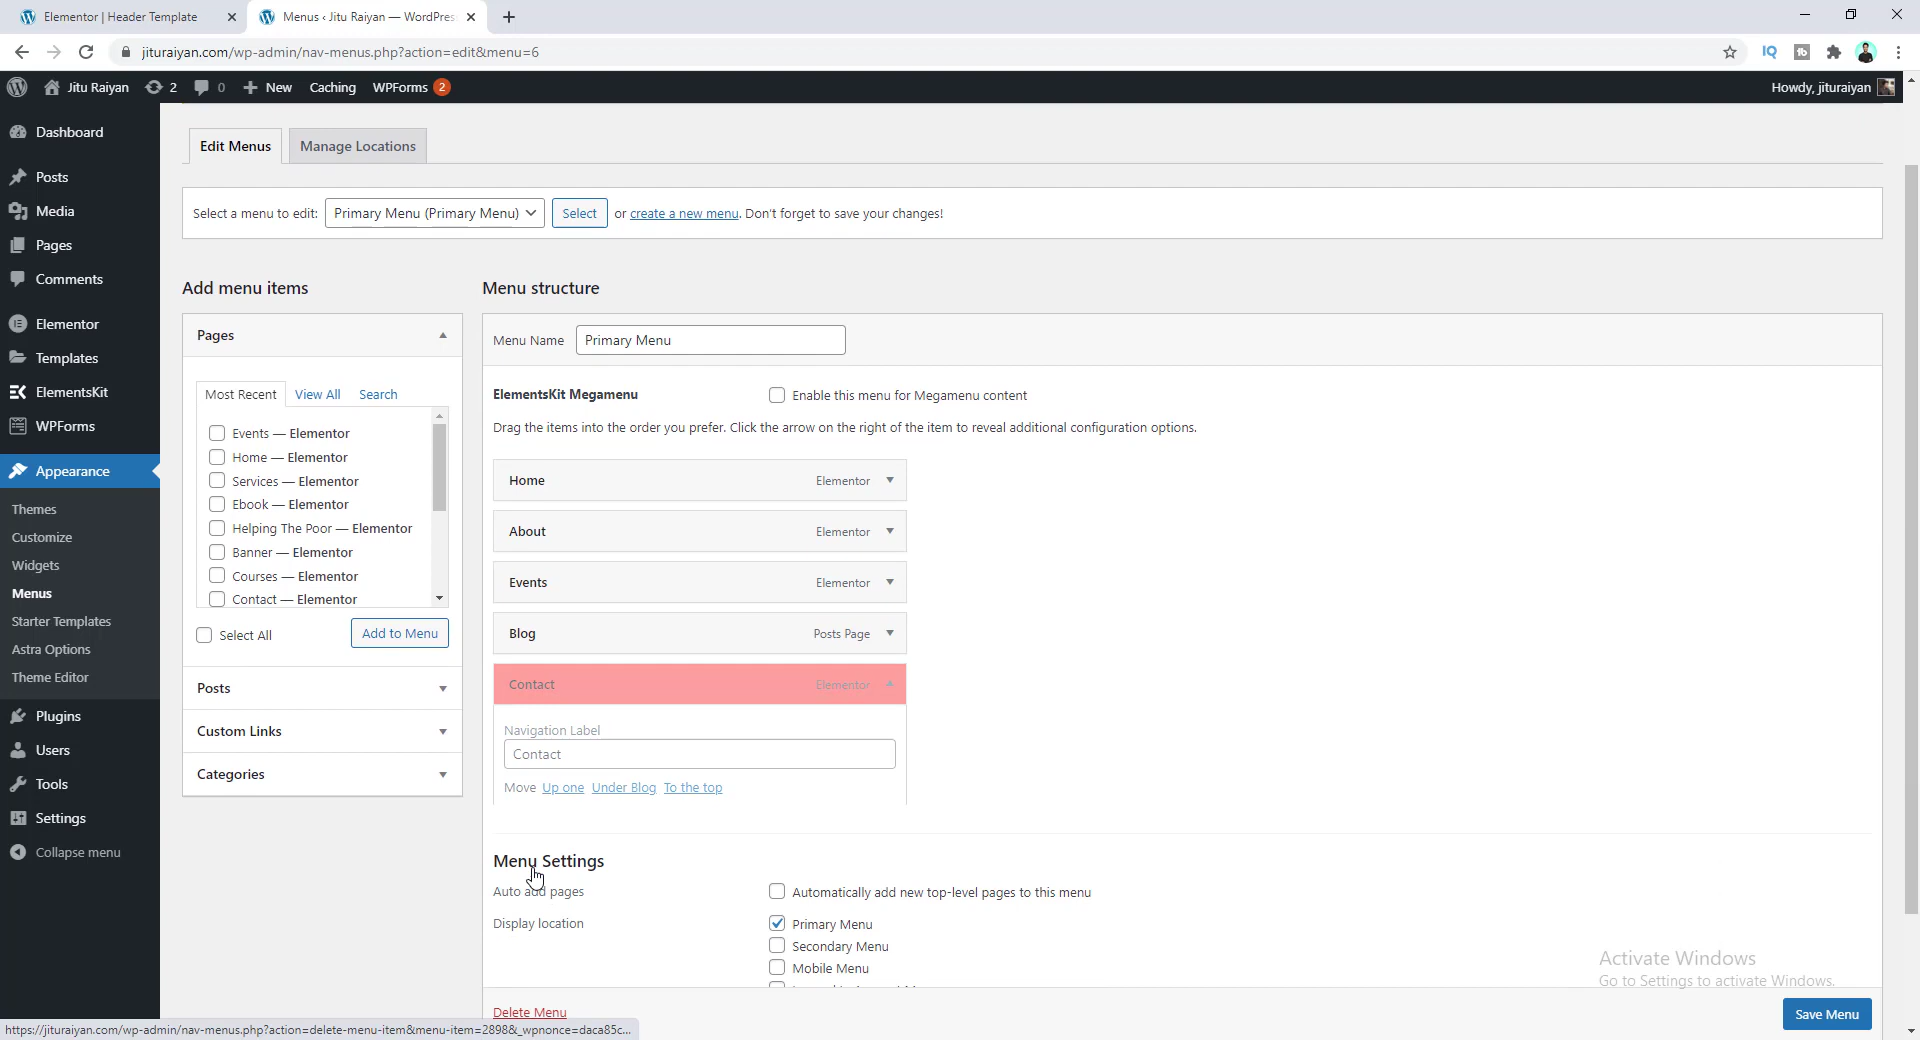 Elementor | Header Template
Menus ‹ Jitu Raiyan — WordPres
jituraiyan.com/wp-admin/nav-menus.php?action=edit&menu=6
Jitu Raiyan 2 0 New Caching WPForms 2 Howdy, jituraiyan
Dashboard
Posts
Media
Pages
Comments
Elementor
Templates
ElementsKit
WPForms
Appearance
Themes
Customize
Widgets
Menus
Starter Templates
Astra Options
Theme Editor
Plugins
Users
Tools
Settings
Collapse menu
Edit Menus Manage Locations
Select a menu to edit: Primary Menu (Primary Menu) Select or create a new menu. Don't forget to save your changes!
Add menu items
Pages
Most Recent View All Search
Events — Elementor
Home — Elementor
Services — Elementor
Ebook — Elementor
Helping The Poor — Elementor
Banner — Elementor
Courses — Elementor
Contact — Elementor
Select All Add to Menu
Posts
Custom Links
Categories
Menu structure
Menu Name Primary Menu
ElementsKit Megamenu Enable this menu for Megamenu content
Drag the items into the order you prefer. Click the arrow on the right of the item to reveal additional configuration options.
Home Elementor
About Elementor
Events Elementor
Blog Posts Page
Contact Elementor
Navigation Label
Contact
Move Up one Under Blog To the top
Menu Settings
Auto add pages Automatically add new top-level pages to this menu
Display location Primary Menu
Secondary Menu
Mobile Menu
Delete Menu Save Menu
Activate Windows
Go to Settings to activate Windows.
https://jituraiyan.com/wp-admin/nav-menus.php?action=delete-menu-item&menu-item=2898&_wpnonce=daca85c...